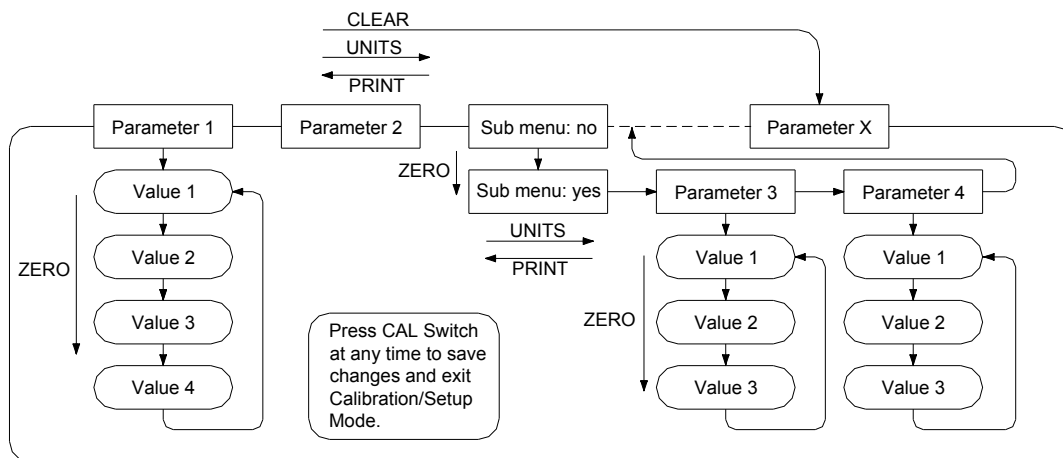 CLEAR
UNITS
PRINT
Parameter 1
Parameter 2
Sub menu: no
Parameter X
ZERO
Sub menu: yes
Parameter 3
Parameter 4
UNITS
PRINT
ZERO
Value 1
Value 2
Value 3
Value 4
Press CAL Switch
at any time to save
changes and exit
Calibration/Setup
Mode.
ZERO
Value 1
Value 2
Value 3
Value 1
Value 2
Value 3